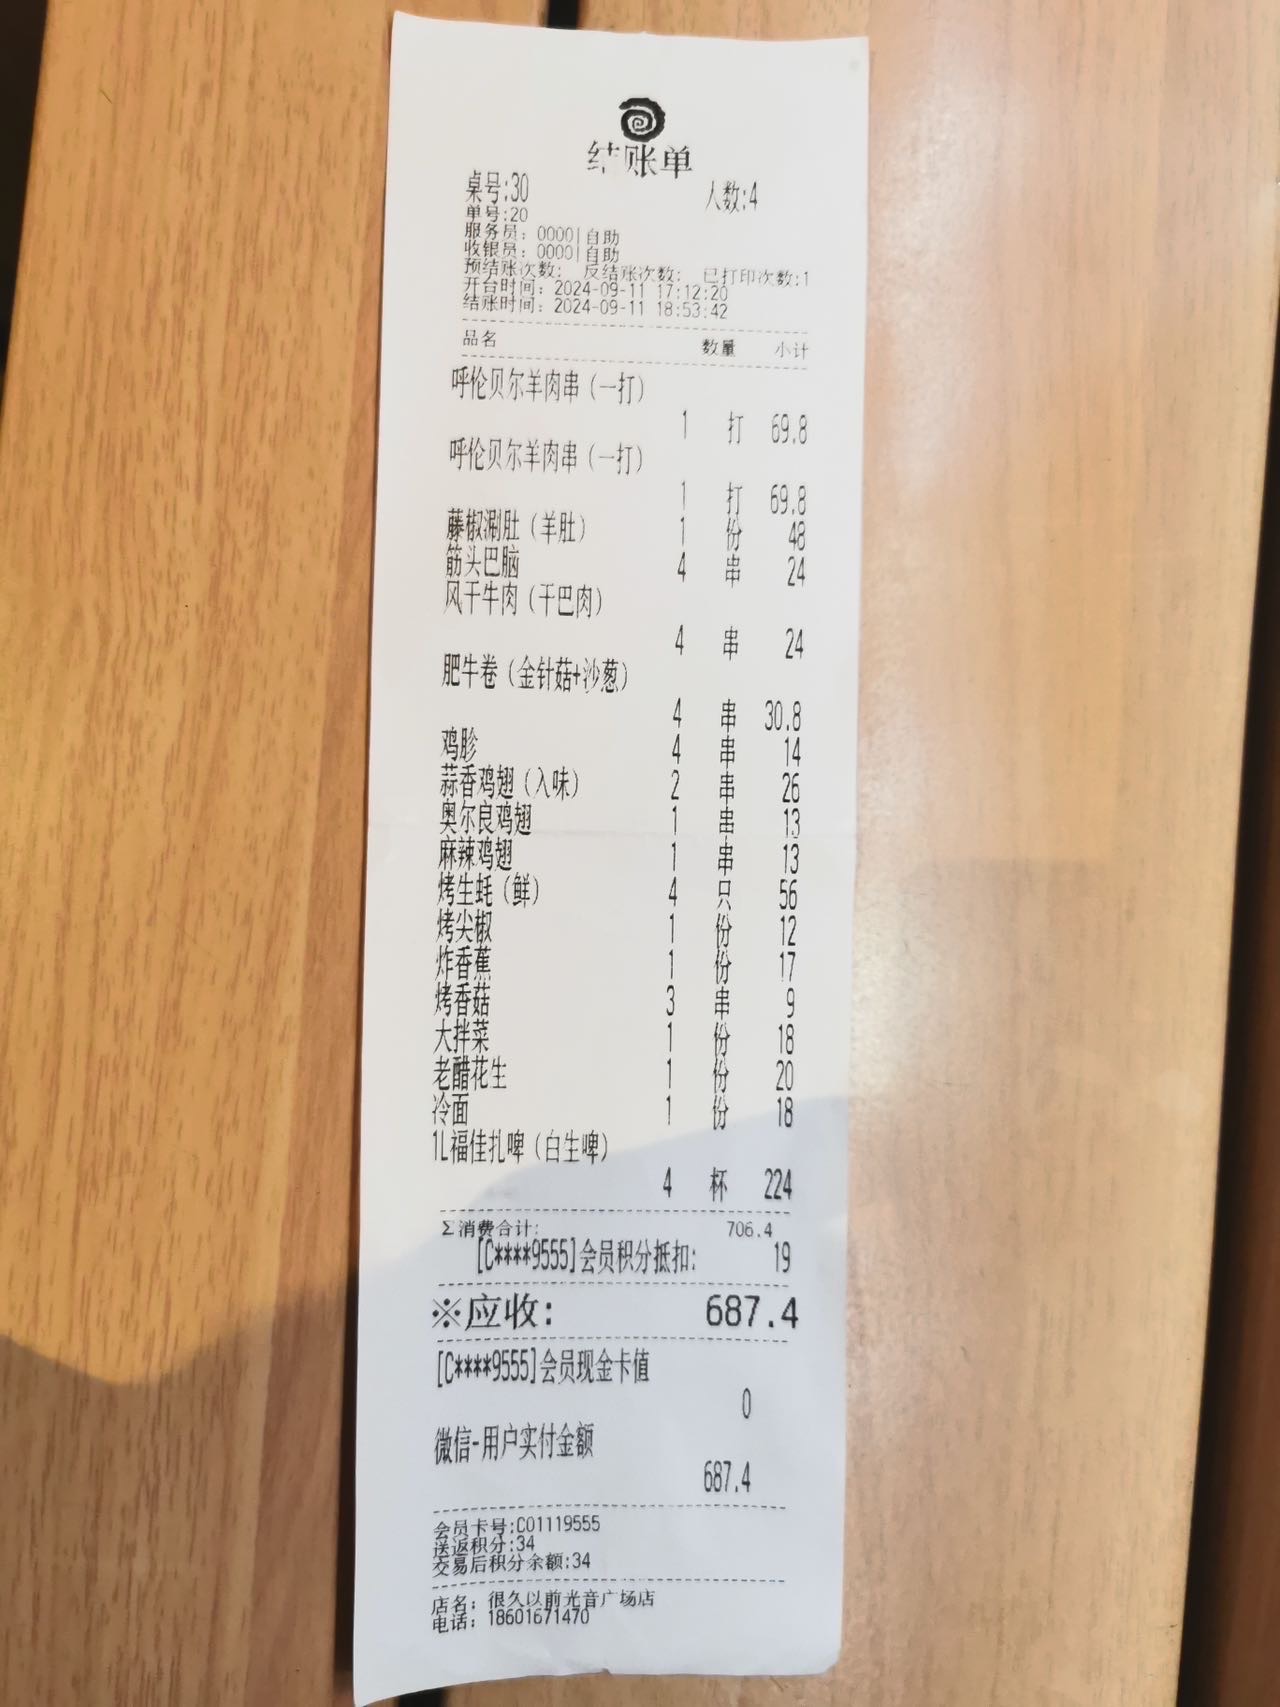 结账单
桌号:30 人数:4
单号:20
服务员: 0000|自助
收银员: 0000|自助
预结账次数: 反结账次数: 已打印次数:1
开台时间: 2024-09-11 17:12:20
结账时间: 2024-09-11 18:53:42
品名 数量 小计
呼伦贝尔羊肉串(一打)
1 打 69.8
呼伦贝尔羊肉串(一打)
1 打 69.8
藤椒涮肚(羊肚) 1 份 48
筋头巴脑 4 串 24
风干牛肉(干巴肉)
4 串 24
肥牛卷(金针菇+沙葱)
4 串 30.8
鸡胗 4 串 14
蒜香鸡翅(入味) 2 串 26
奥尔良鸡翅 1 串 13
麻辣鸡翅 1 串 13
烤生蚝(鲜) 4 只 56
烤尖椒 1 份 12
炸香蕉 1 份 17
烤香菇 3 串 9
大拌菜 1 份 18
老醋花生 1 份 20
冷面 1 份 18
1L福佳扎啤(白生啤)
4 杯 224
Σ消费合计: 706.4
[C****9555]会员积分抵扣: 19
※应收: 687.4
[C****9555]会员现金卡值
0
微信-用户实付金额
687.4
会员卡号:C01119555
送返积分:34
交易后积分余额:34
店名: 很久以前光音广场店
电话: 18601671470